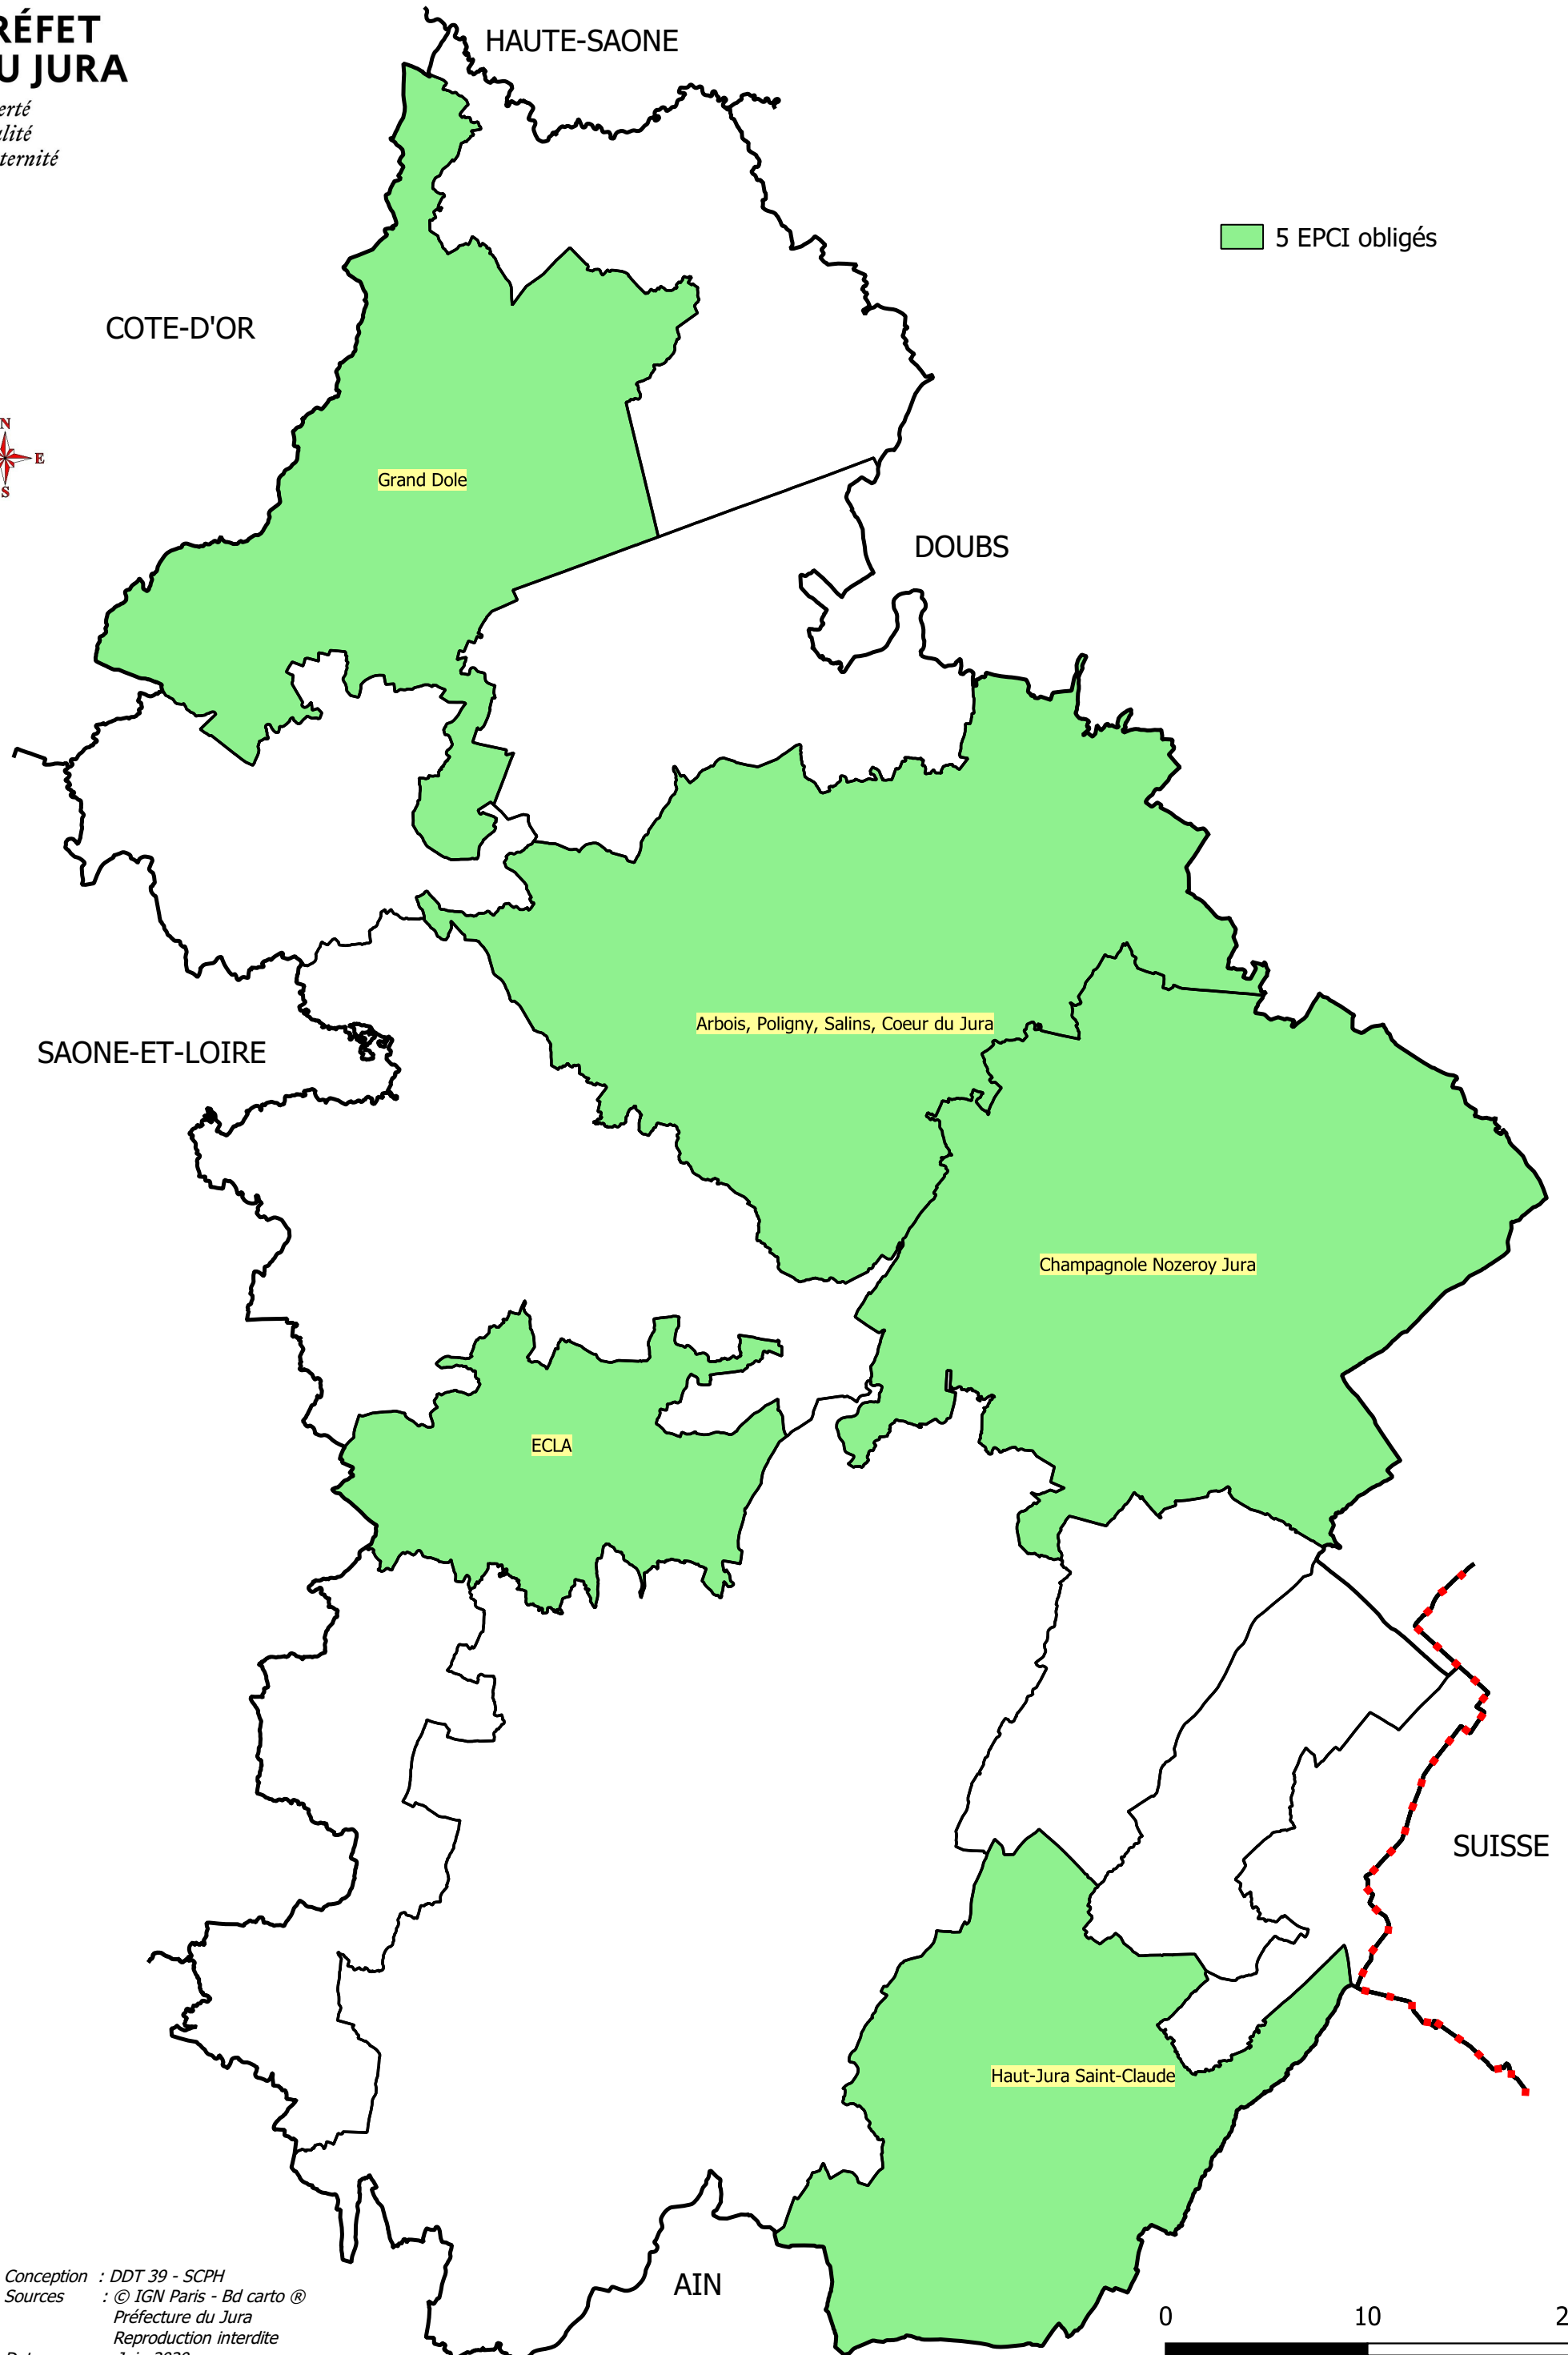 RÉFET
U JURA
erté
alité
ternité
HAUTE-SAONE
5 EPCI obligés
COTE-D'OR
N
E
S
Grand Dole
DOUBS
Arbois, Poligny, Salins, Coeur du Jura
SAONE-ET-LOIRE
Champagnole Nozeroy Jura
ECLA
SUISSE
Haut-Jura Saint-Claude
AIN
Conception : DDT 39 - SCPH
Sources : © IGN Paris - Bd carto ®
Préfecture du Jura
Reproduction interdite
0 10 2